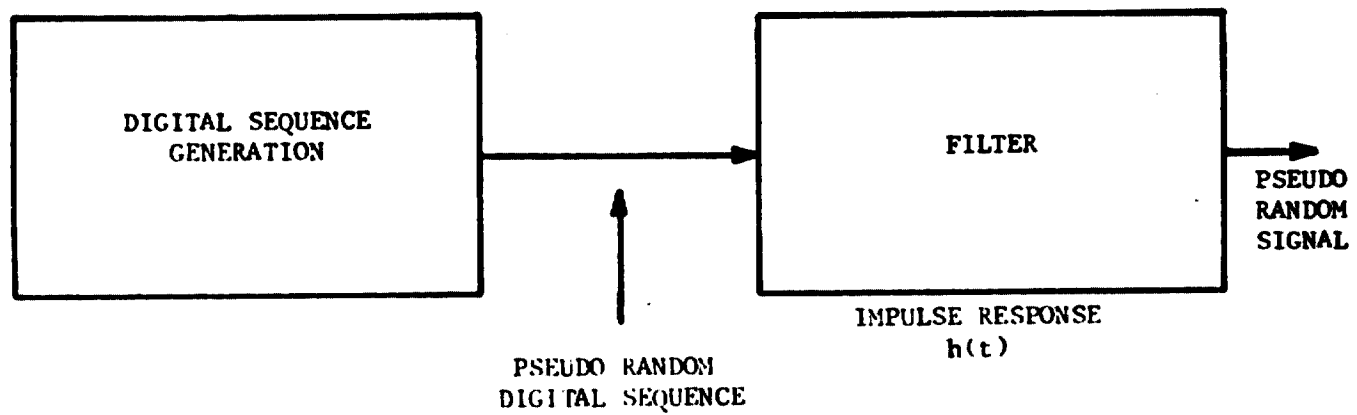 DIGITAL SEQUENCE
GENERATION
FILTER
PSEUDO
RANDOM
SIGNAL
IMPULSE RESPONSE
h(t)
PSEUDO RANDOM
DIGITAL SEQUENCE